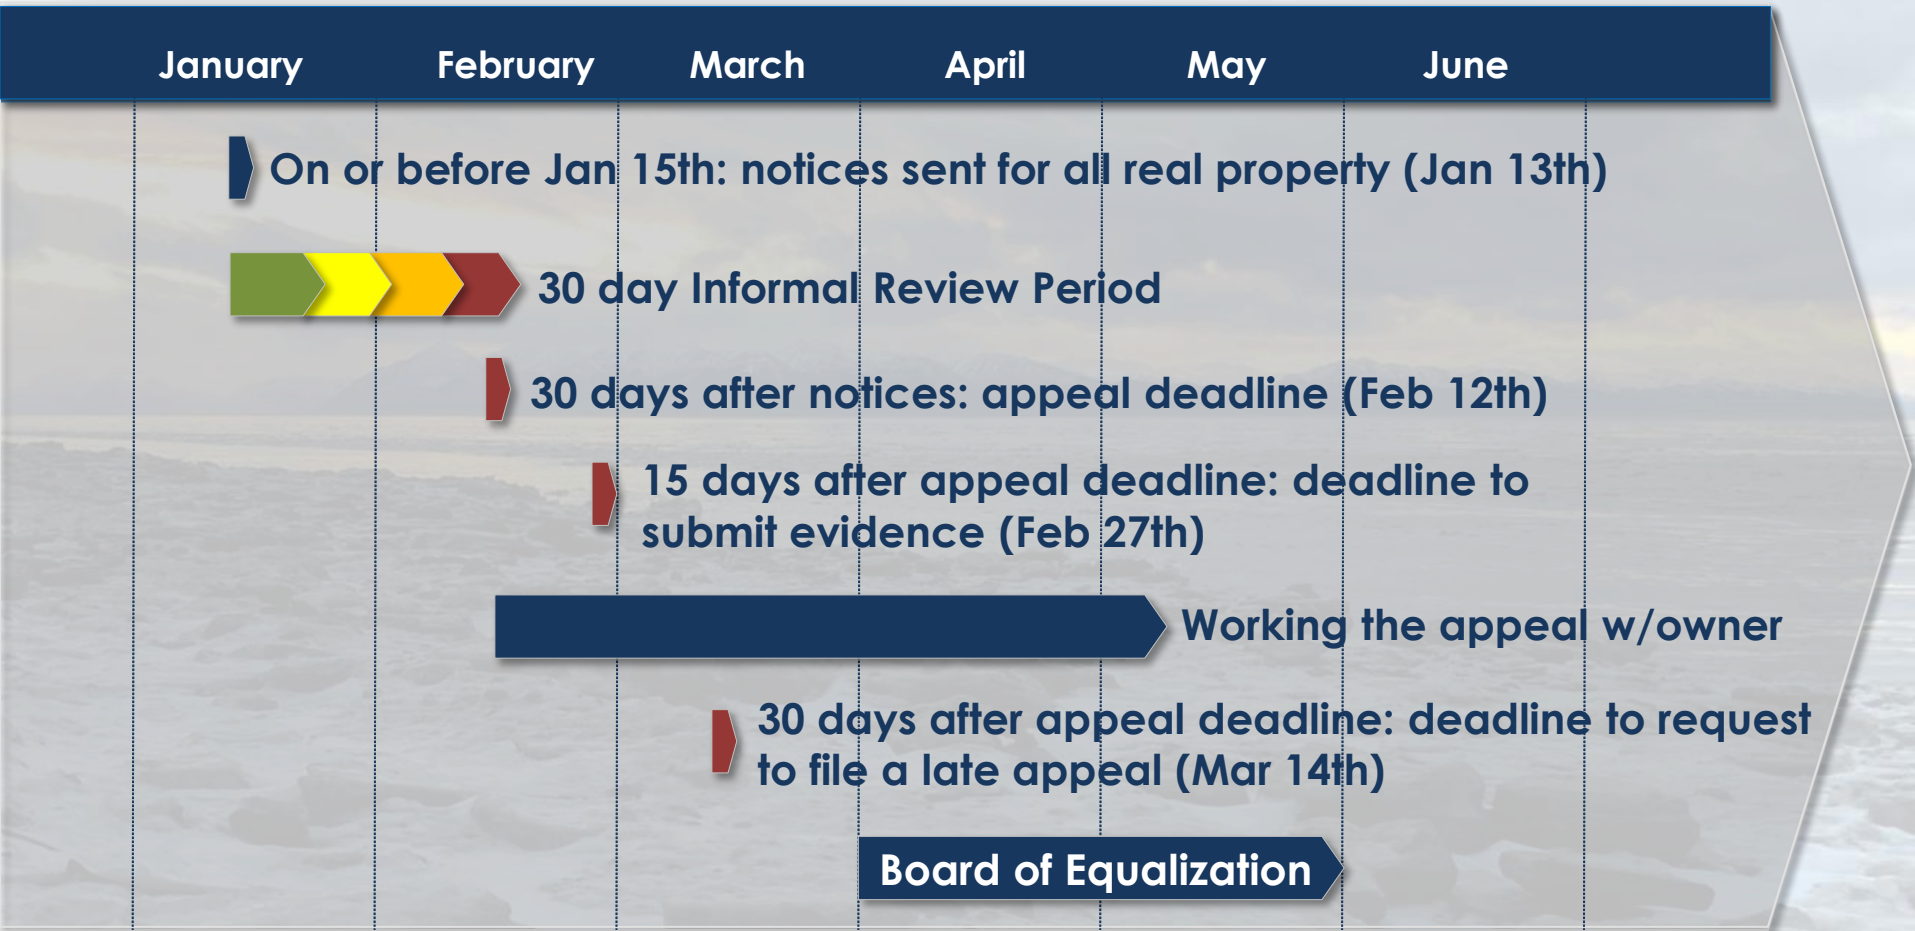 January February March April May June
On or before Jan 15th: notices sent for all real property (Jan 13th)
30 day Informal Review Period
30 days after notices: appeal deadline (Feb 12th)
15 days after appeal deadline: deadline to
submit evidence (Feb 27th)
Working the appeal w/owner
30 days after appeal deadline: deadline to request
to file a late appeal (Mar 14th)
Board of Equalization